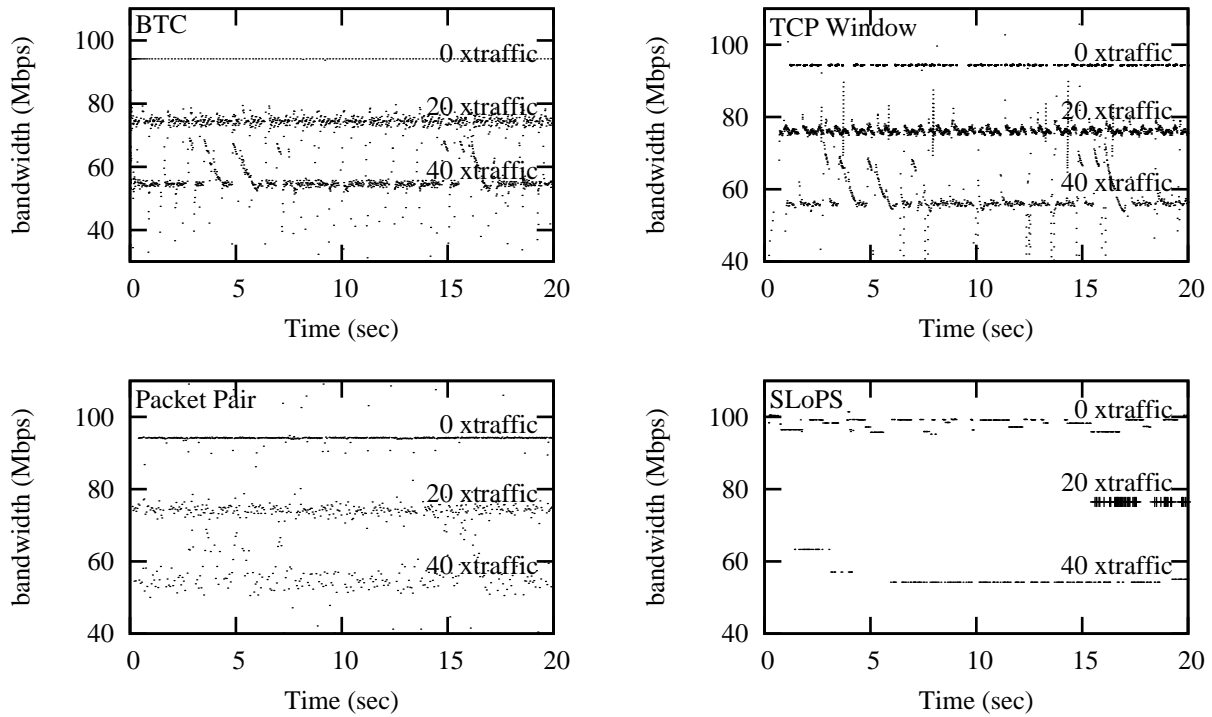 BTC
bandwidth (Mbps)
100
80
60
40
0 xtraffic
20 xtraffic
40 xtraffic
0 5 10 15 20
Time (sec)
TCP Window
bandwidth (Mbps)
100
80
60
40
0 xtraffic
20 xtraffic
40 xtraffic
0 5 10 15 20
Time (sec)
Packet Pair
bandwidth (Mbps)
100
80
60
40
0 xtraffic
20 xtraffic
40 xtraffic
0 5 10 15 20
Time (sec)
SLoPS
bandwidth (Mbps)
100
80
60
40
0 xtraffic
20 xtraffic
40 xtraffic
0 5 10 15 20
Time (sec)